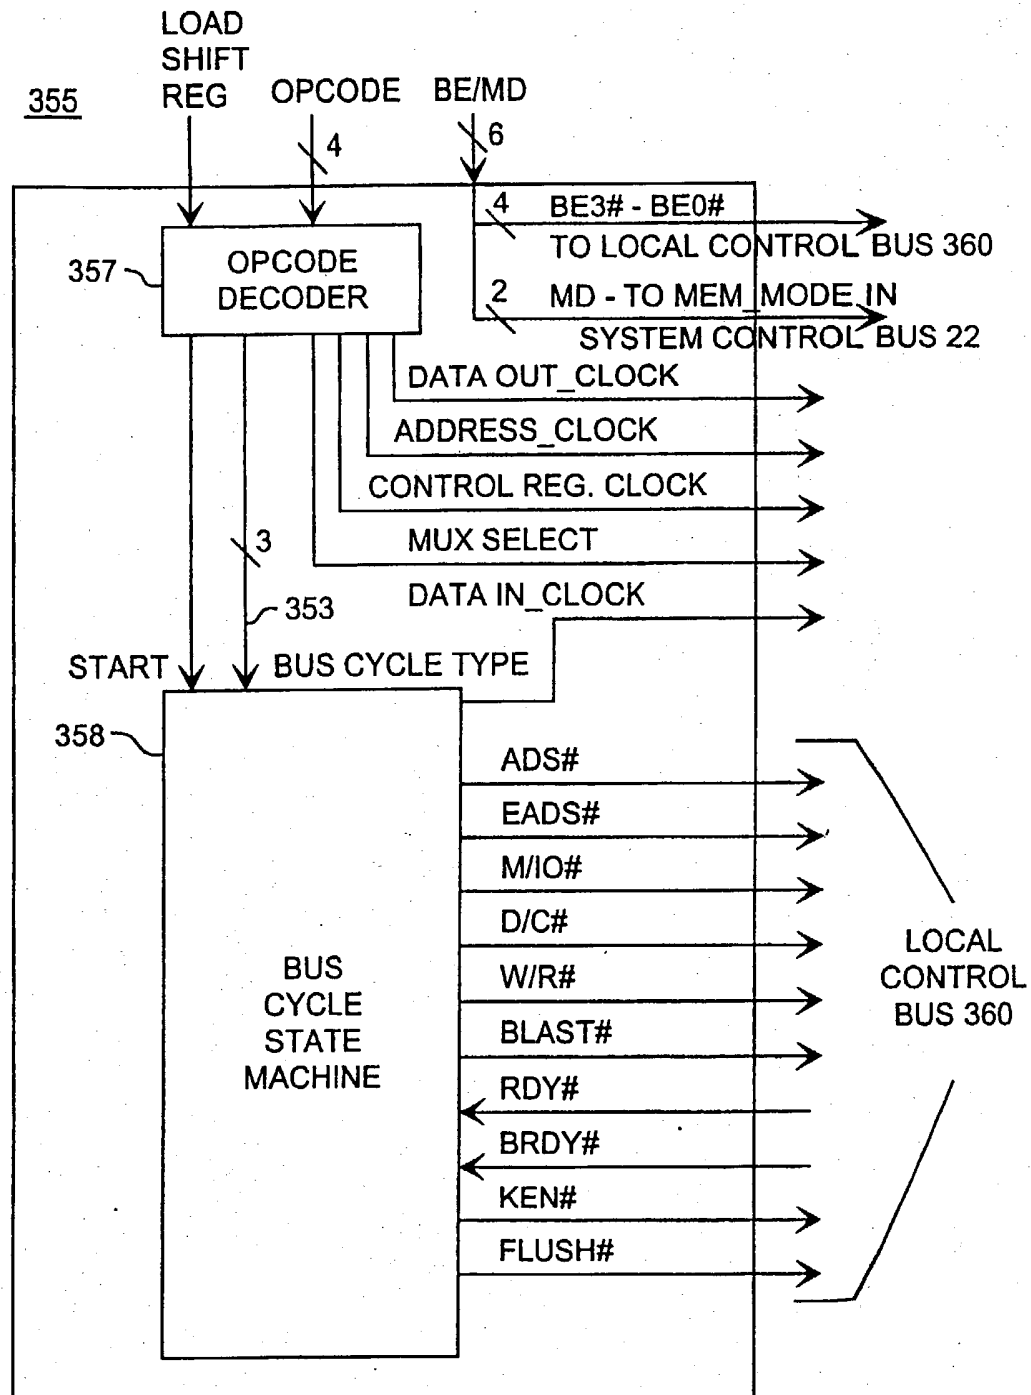 LOAD
SHIFT
REG
355
OPCODE
BE/MD
4
6
4
BE3# - BE0#
TO LOCAL CONTROL BUS 360
357
OPCODE
DECODER
2
MD - TO MEM_MODE IN
SYSTEM CONTROL BUS 22
DATA OUT_CLOCK
ADDRESS_CLOCK
CONTROL REG. CLOCK
3
MUX SELECT
DATA IN_CLOCK
353
START
BUS CYCLE TYPE
358
ADS#
EADS#
M/IO#
D/C#
W/R#
BLAST#
RDY#
BRDY#
KEN#
FLUSH#
BUS
CYCLE
STATE
MACHINE
LOCAL
CONTROL
BUS 360